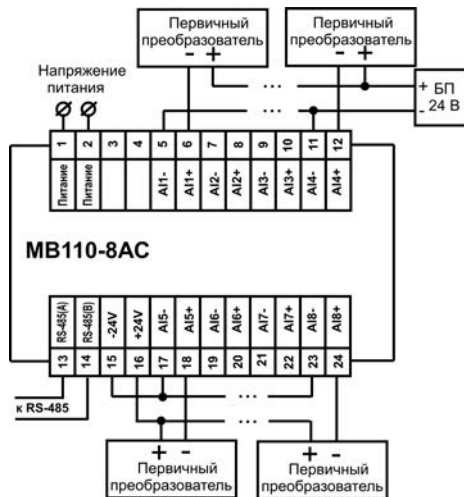 Первичный
преобразователь
- +
Первичный
преобразователь
- +
Напряжение
питания
...
...
+ БП
- 24 В
1 2 3 4 5 6 7 8 9 10 11 12
Питание Питание AI1- AI1+ AI2- AI2+ AI3- AI3+ AI4- AI4+
МВ110-8АС
RS-485(A) RS-485(B) -24V +24V AI5- AI5+ AI6- AI6+ AI7- AI7+ AI8- AI8+
13 14 15 16 17 18 19 20 21 22 23 24
к RS-485
...
...
+ -
Первичный
преобразователь
+ -
Первичный
преобразователь